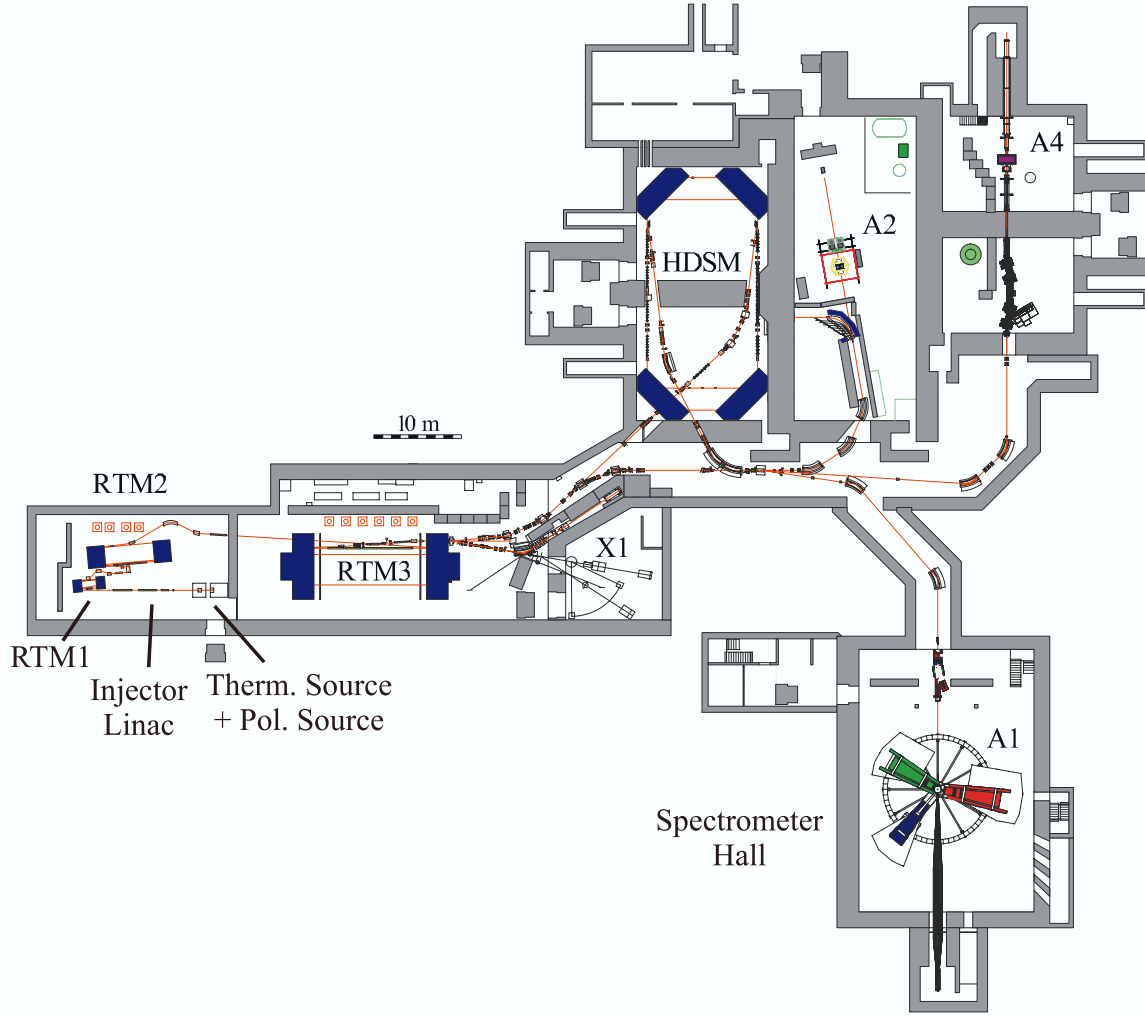 A4
A2
HDSM
10 m
RTM2
X1
RTM3
RTM1
Injector
Linac
Therm. Source
+ Pol. Source
A1
Spectrometer
Hall